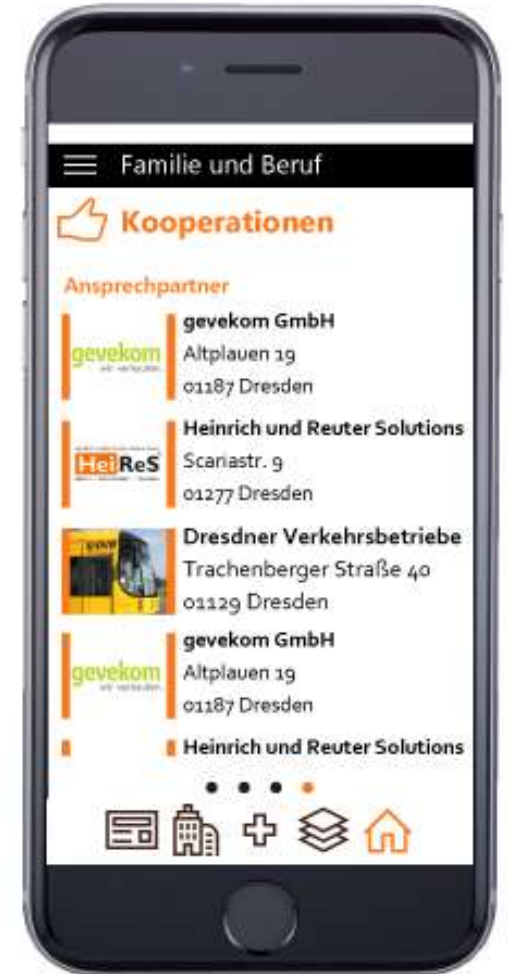 Familie und Beruf
Kooperationen
Ansprechpartner
gevekom
gevekom GmbH
Altplauen 19
01187 Dresden
HeiReS
Heinrich und Reuter Solutions
Scariastr. 9
01277 Dresden
Dresdner Verkehrsbetriebe
Trachenberger Straße 40
01129 Dresden
gevekom
gevekom GmbH
Altplauen 19
01187 Dresden
Heinrich und Reuter Solutions